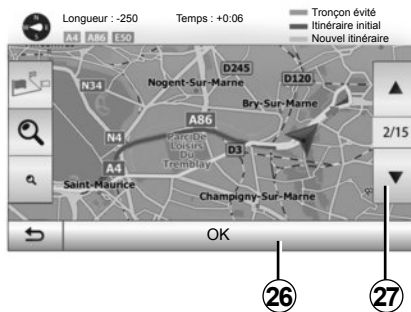 Longueur : -250 Temps : +0:06
Tronçon évité
Itinéraire initial
Nouvel itinéraire
A4 A86 E50
D245
D120
N34
Nogent-Sur-Marne
Bry-Sur-Marne
A86
2/15
N4
Parc De
Loisirs
Du
Tremblay
D3
A4
Saint-Maurice
Champigny-Sur-Marne
OK
26
27